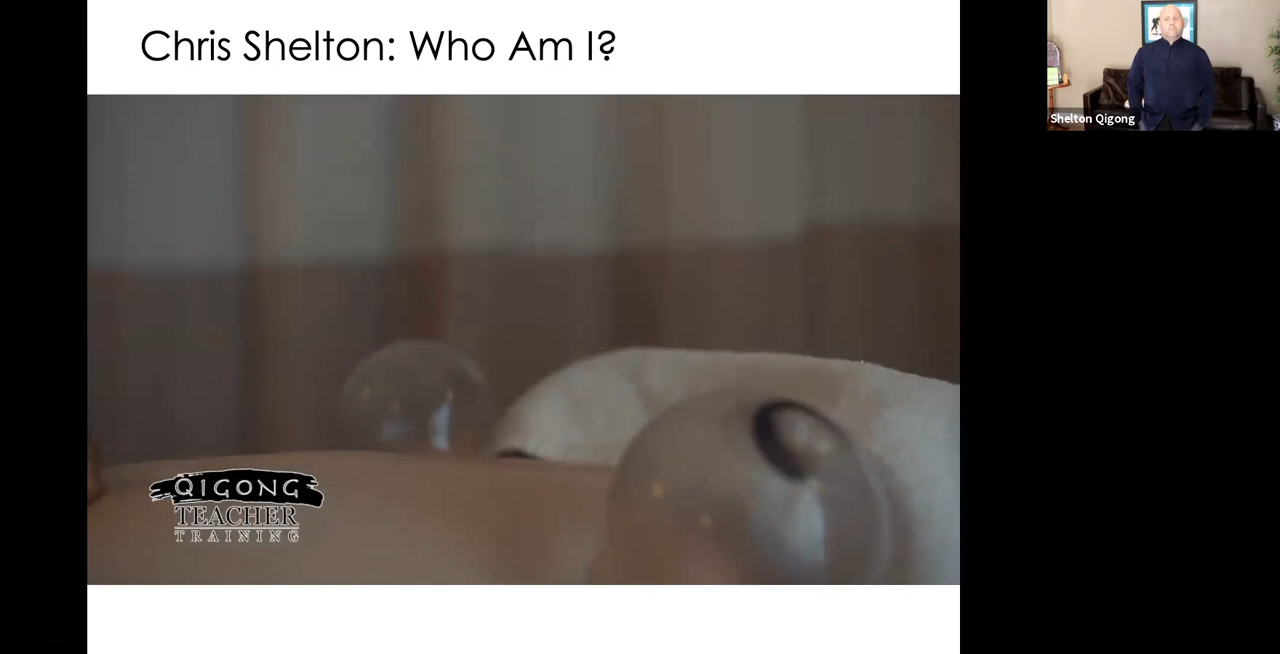 Chris Shelton: Who Am I?
Shelton Qigong
QIGONG
TEACHER
TRAINING